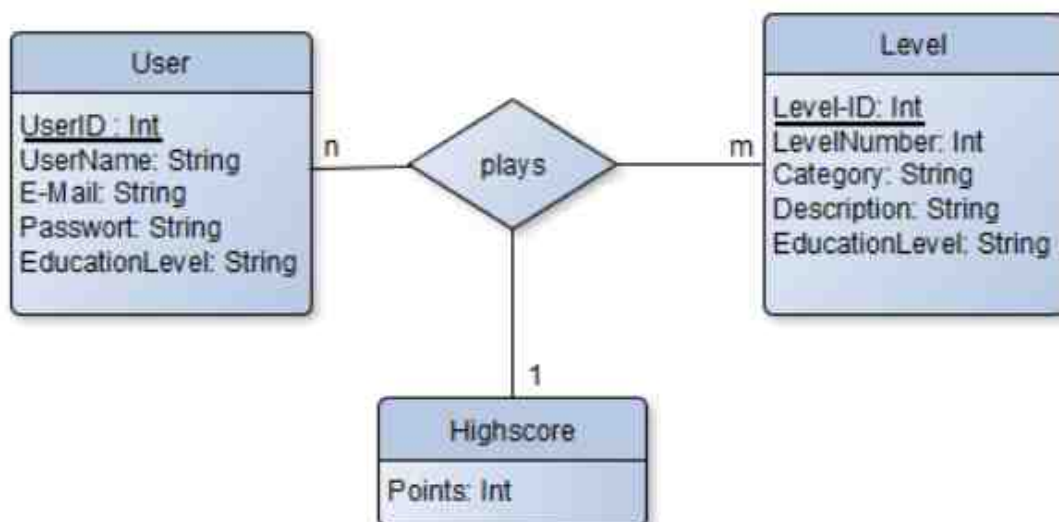 User
UserID : Int
UserName: String
E-Mail: String
Passwort: String
EducationLevel: String
n
plays
m
Level
Level-ID: Int
LevelNumber: Int
Category: String
Description: String
EducationLevel: String
1
Highscore
Points: Int